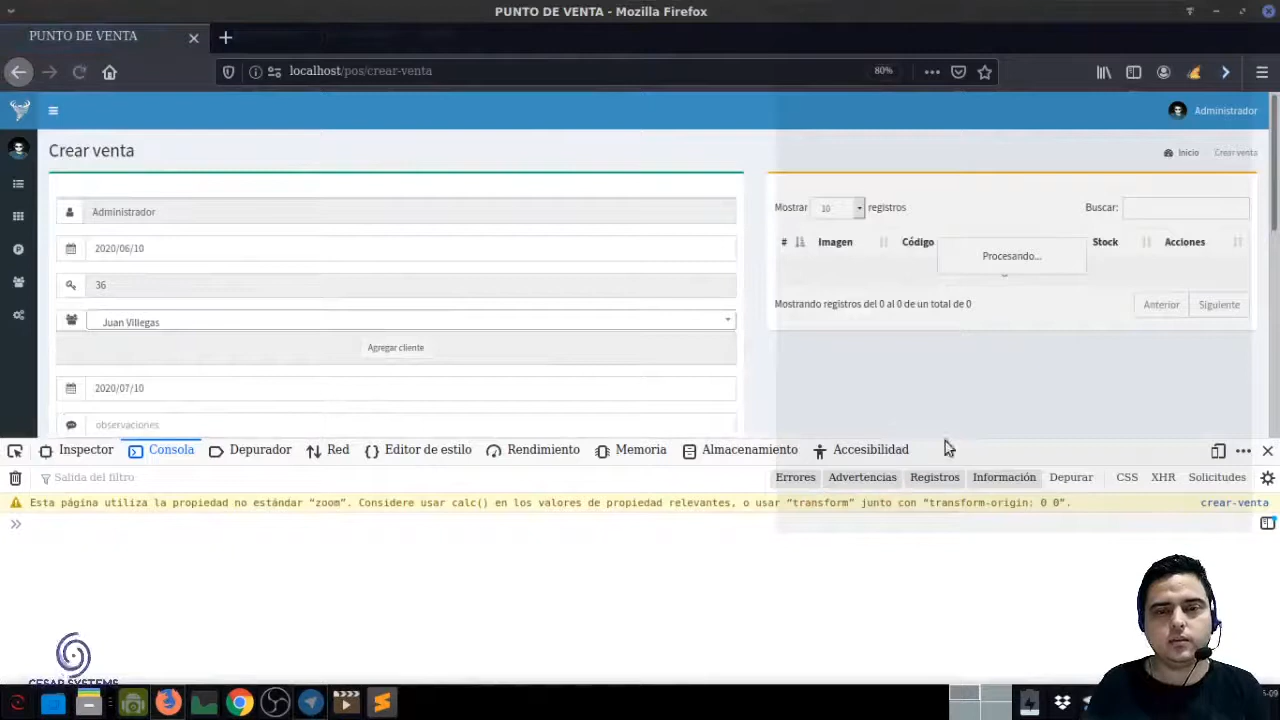 PUNTO DE VENTA - Mozilla Firefox
PUNTO DE VENTA
localhost/pos/crear-venta
80%
Administrador
Crear venta
Inicio
Crear venta
Administrador
2020/06/10
36
Juan Villegas
Agregar cliente
2020/07/10
observaciones
Mostrar 10 registros
Buscar:
# Imagen Código Stock Acciones
Procesando...
Mostrando registros del 0 al 0 de un total de 0
Anterior Siguiente
Inspector Consola Depurador Red Editor de estilo Rendimiento Memoria Almacenamiento Accesibilidad
Salida del filtro
Errores Advertencias Registros Información Depurar CSS XHR Solicitudes
Esta página utiliza la propiedad no estándar “zoom”. Considere usar calc() en los valores de propiedad relevantes, o usar “transform” junto con “transform-origin: 0 0”.
crear-venta
CESAR SYSTEMS